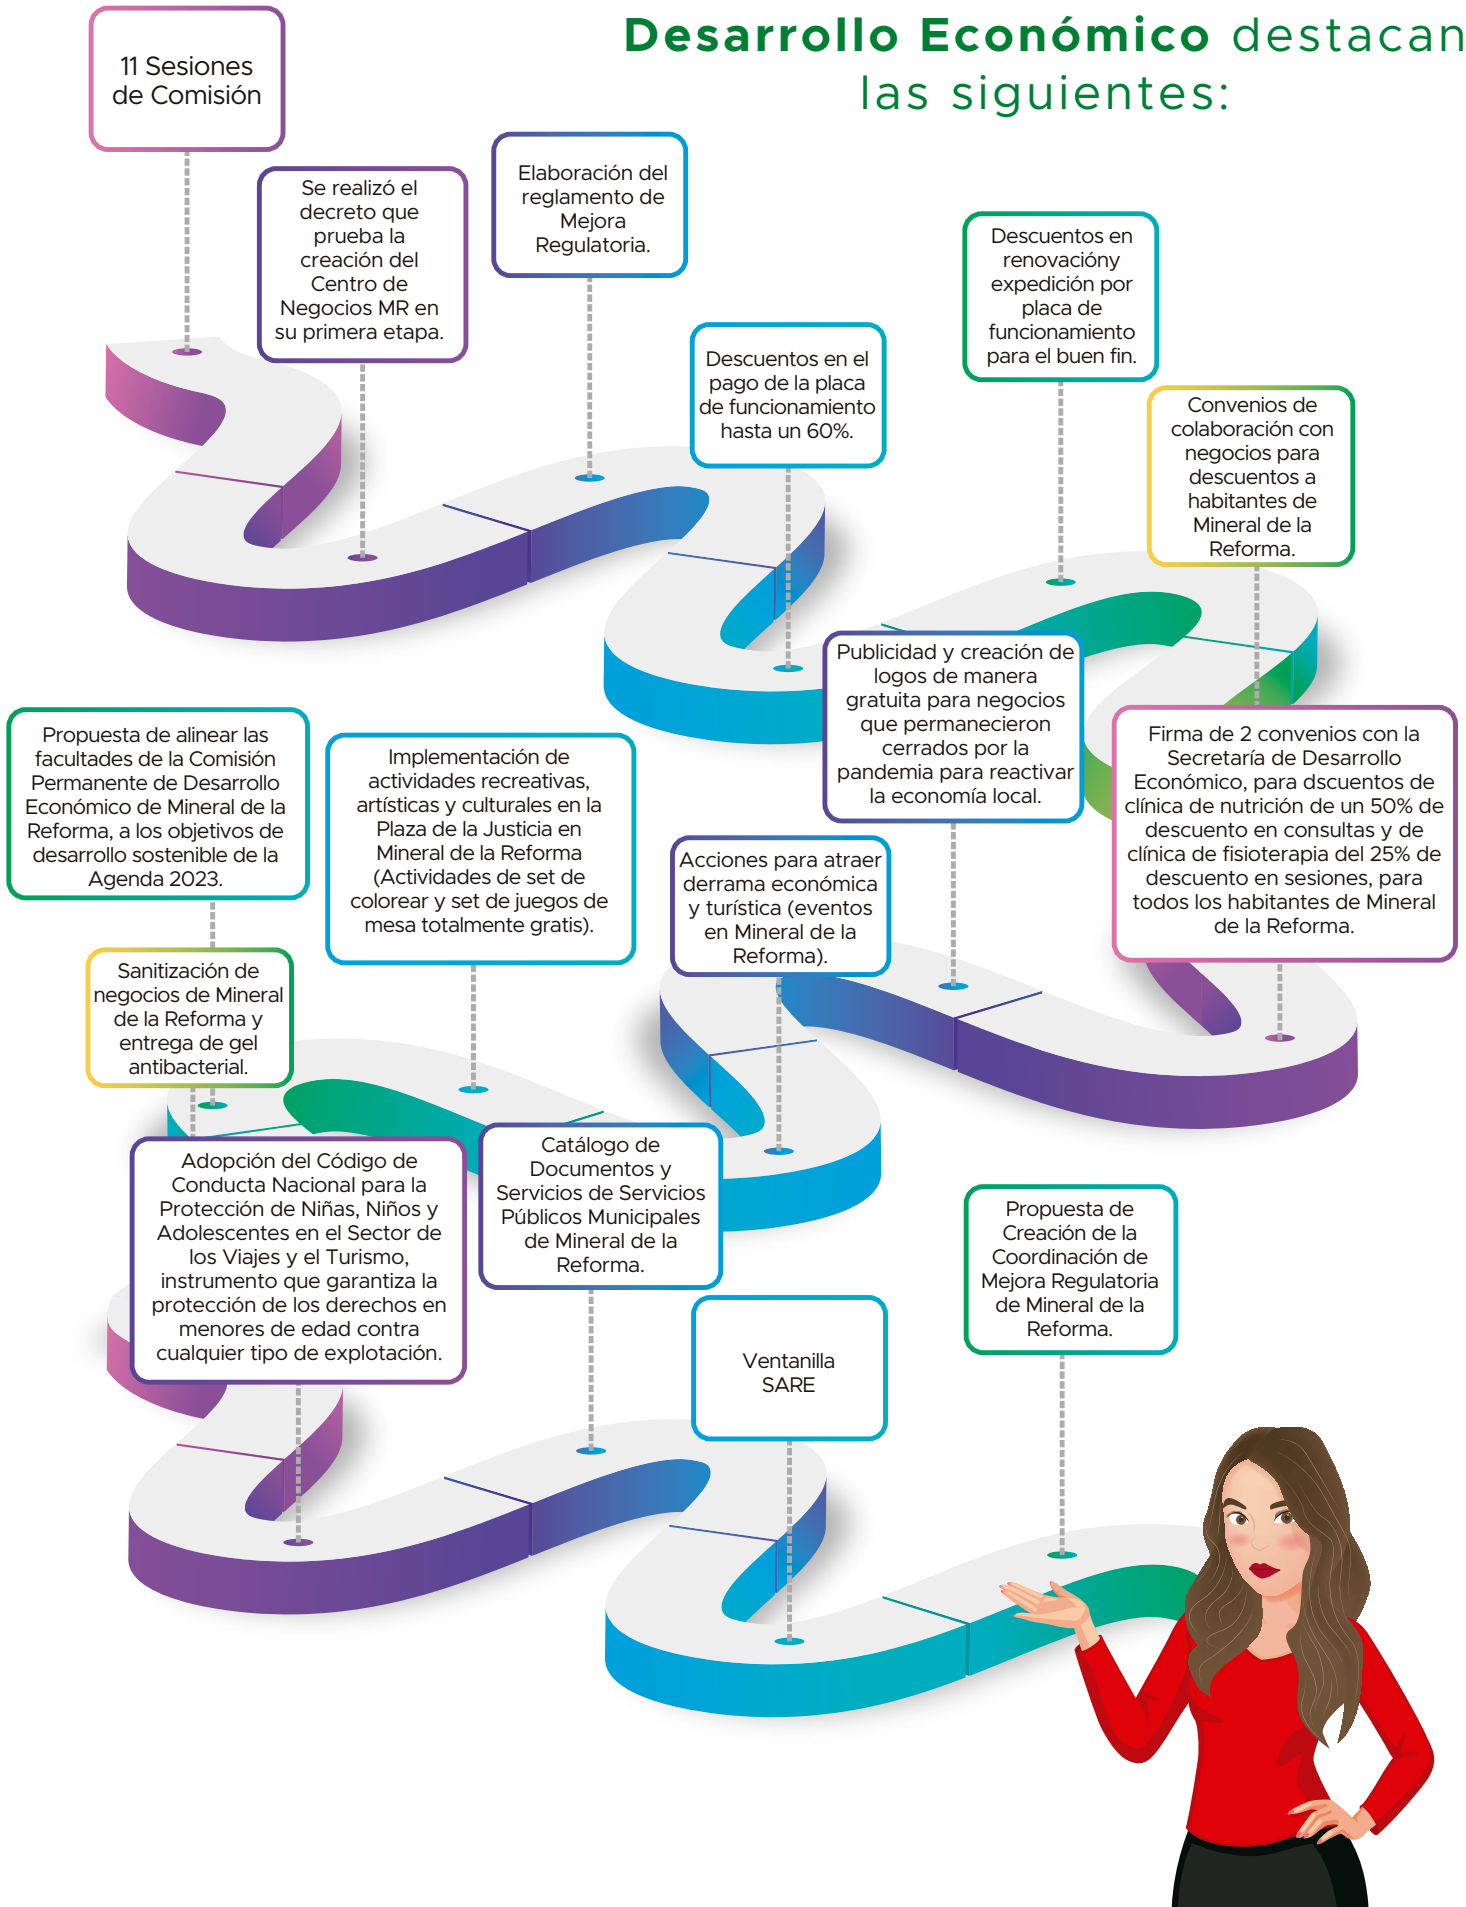 Desarrollo Económico destacan
las siguientes:
11 Sesiones
de Comisión
Se realizó el
decreto que
prueba la
creación del
Centro de
Negocios MR en
su primera etapa.
Elaboración del
reglamento de
Mejora
Regulatoria.
Descuentos en el
pago de la placa
de funcionamiento
hasta un 60%.
Descuentos en
renovacióny
expedición por
placa de
funcionamiento
para el buen fin.
Convenios de
colaboración con
negocios para
descuentos a
habitantes de
Mineral de la
Reforma.
Firma de 2 convenios con la
Secretaría de Desarrollo
Económico, para dscuentos de
clínica de nutrición de un 50% de
descuento en consultas y de
clínica de fisioterapia del 25% de
descuento en sesiones, para
todos los habitantes de Mineral
de la Reforma.
Publicidad y creación de
logos de manera
gratuita para negocios
que permanecieron
cerrados por la
pandemia para reactivar
la economía local.
Acciones para atraer
derrama económica
y turística (eventos
en Mineral de la
Reforma).
Implementación de
actividades recreativas,
artísticas y culturales en la
Plaza de la Justicia en
Mineral de la Reforma
(Actividades de set de
colorear y set de juegos de
mesa totalmente gratis).
Propuesta de alinear las
facultades de la Comisión
Permanente de Desarrollo
Económico de Mineral de la
Reforma, a los objetivos de
desarrollo sostenible de la
Agenda 2023.
Sanitización de
negocios de Mineral
de la Reforma y
entrega de gel
antibacterial.
Adopción del Código de
Conducta Nacional para la
Protección de Niñas, Niños y
Adolescentes en el Sector de
los Viajes y el Turismo,
instrumento que garantiza la
protección de los derechos en
menores de edad contra
cualquier tipo de explotación.
Catálogo de
Documentos y
Servicios de Servicios
Públicos Municipales
de Mineral de la
Reforma.
Ventanilla
SARE
Propuesta de
Creación de la
Coordinación de
Mejora Regulatoria
de Mineral de la
Reforma.